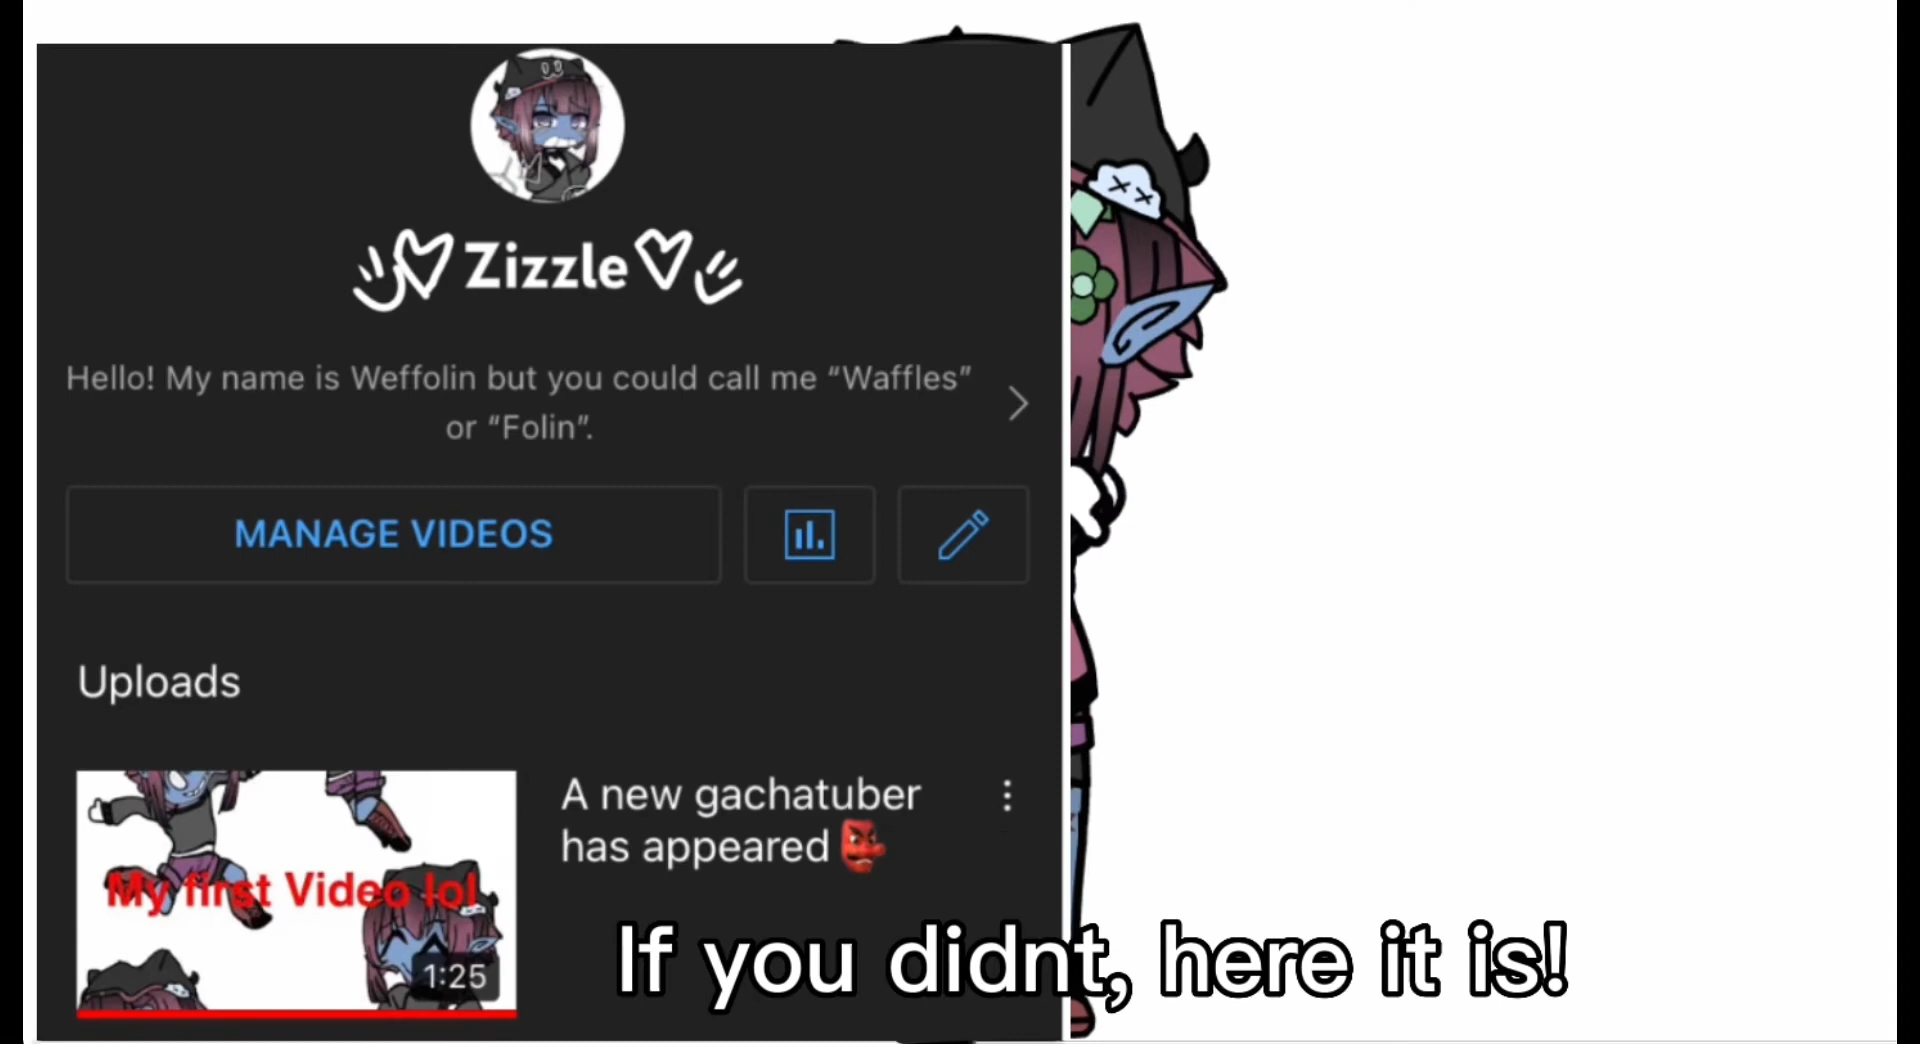 Zizzle
Hello! My name is Weffolin but you could call me “Waffles”
or “Folin”.
MANAGE VIDEOS
Uploads
A new gachatuber
has appeared👺
My first Video lol
1:25
If you didnt, here it is!